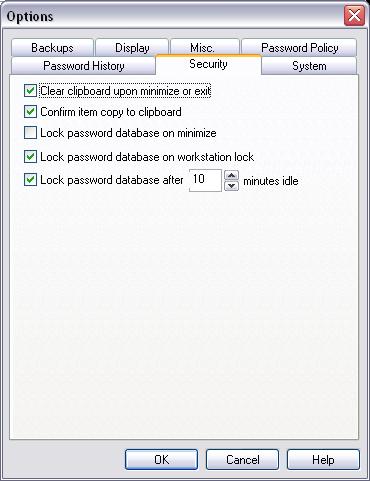 Options
Backups Display Misc. Password Policy
Password History Security System
Clear clipboard upon minimize or exit
Confirm item copy to clipboard
Lock password database on minimize
Lock password database on workstation lock
Lock password database after 10 minutes idle
OK Cancel Help